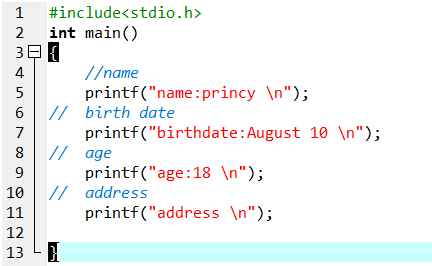 1 #include<stdio.h>
2 int main()
3 {
4 //name
5 printf("name:princy \n");
6 // birth date
7 printf("birthdate:August 10 \n");
8 // age
9 printf("age:18 \n");
10 // address
11 printf("address \n");
12
13 }